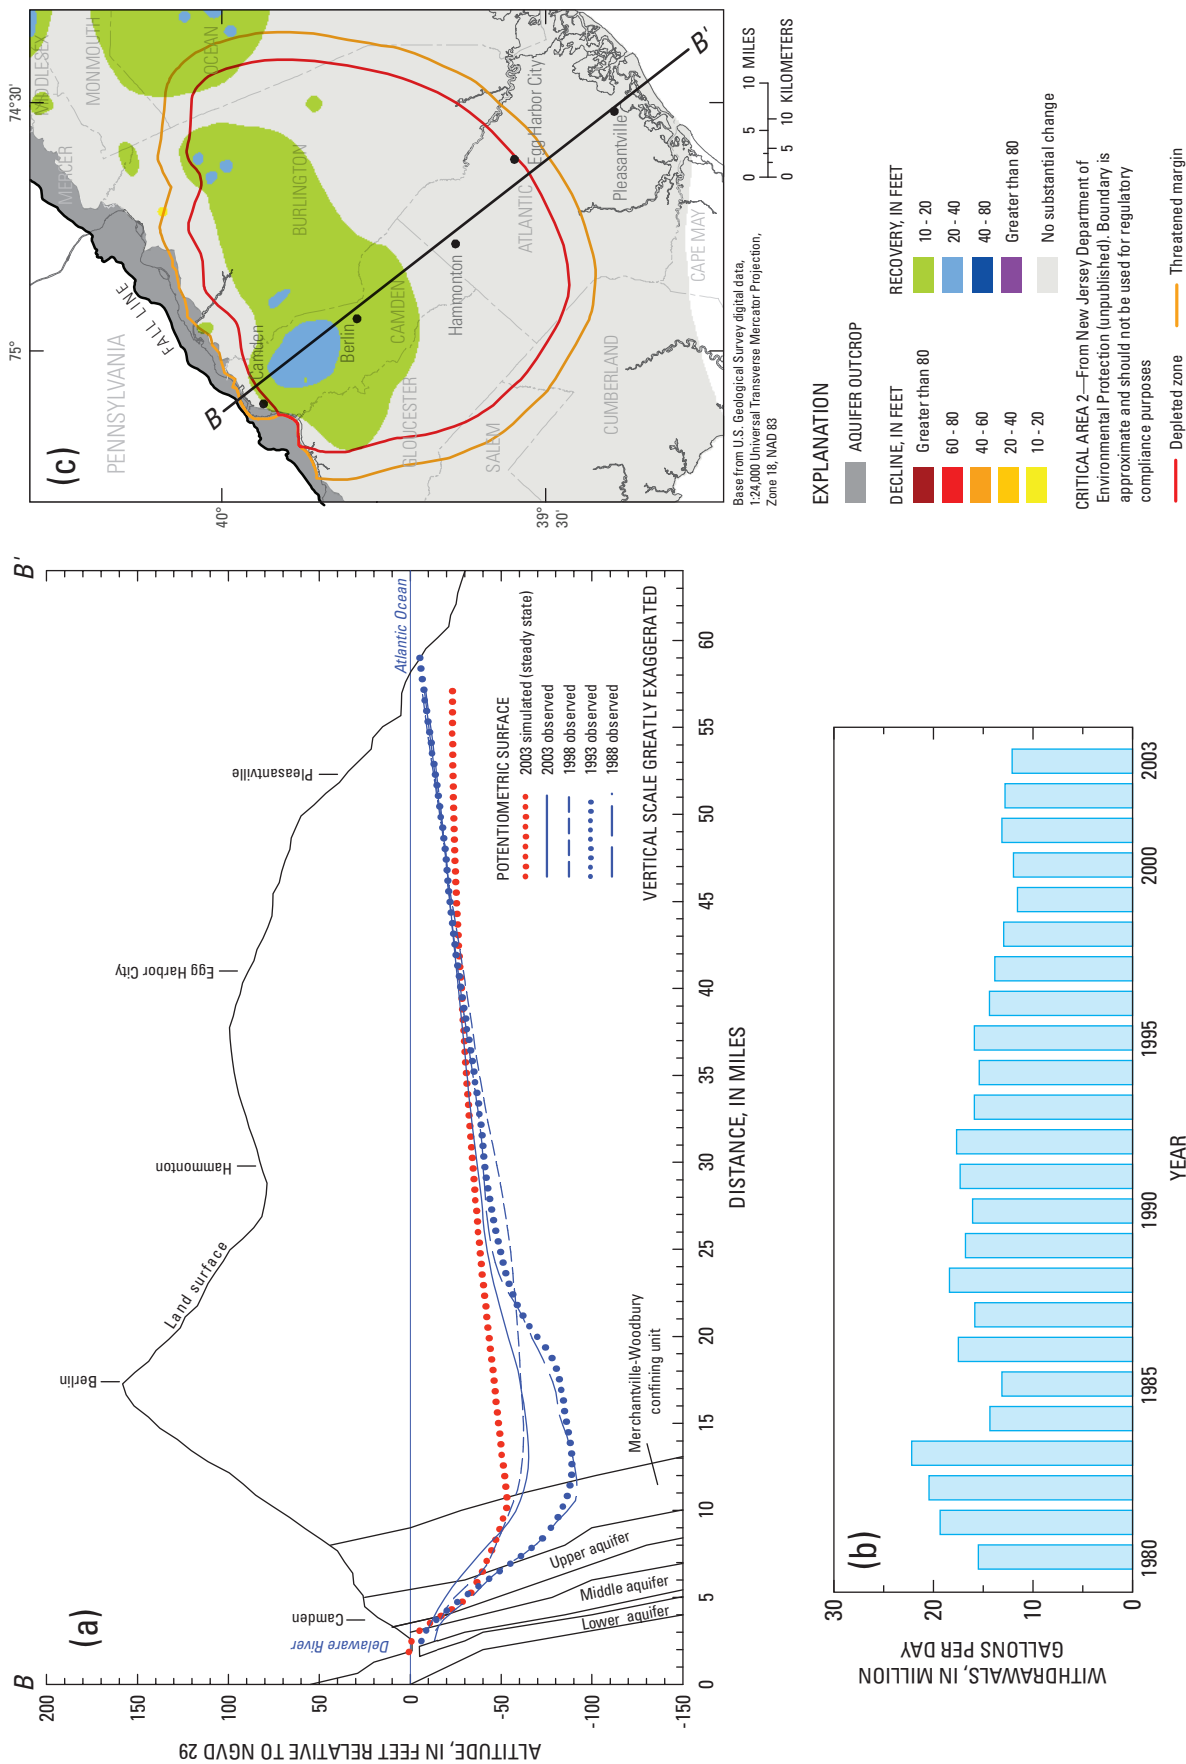 (a)
B
B'
200
150
100
50
0
-50
-100
-150
ALTITUDE, IN FEET RELATIVE TO NGVD 29
Delaware River
Camden
Berlin
Land surface
Hammonton
Egg Harbor City
Pleasantville
Atlantic Ocean
Lower aquifer
Middle aquifer
Upper aquifer
Merchantville-Woodbury
confining unit
POTENTIOMETRIC SURFACE
2003 simulated (steady state)
2003 observed
1998 observed
1993 observed
1988 observed
VERTICAL SCALE GREATLY EXAGGERATED
0
5
10
15
20
25
30
35
40
45
50
55
60
DISTANCE, IN MILES
(b)
30
20
10
0
WITHDRAWALS, IN MILLION
GALLONS PER DAY
1980
1985
1990
1995
2000
2003
YEAR
(c)
75°
74°30'
40°
39°
30'
PENNSYLVANIA
FALL LINE
MERCER
MIDDLESEX
MONMOUTH
OCEAN
BURLINGTON
B
Camden
Berlin
CAMDEN
GLOUCESTER
Hammonton
SALEM
ATLANTIC
Egg Harbor City
Pleasantville
B'
CUMBERLAND
CAPE MAY
Base from U.S. Geological Survey digital data,
1:24,000 Universal Transverse Mercator Projection,
Zone 18, NAD 83
0 5 10 MILES
0 5 10 KILOMETERS
EXPLANATION
AQUIFER OUTCROP
DECLINE, IN FEET
Greater than 80
60 - 80
40 - 60
20 - 40
10 - 20
RECOVERY, IN FEET
10 - 20
20 - 40
40 - 80
Greater than 80
No substantial change
CRITICAL AREA 2—From New Jersey Department of
Environmental Protection (unpublished). Boundary is
approximate and should not be used for regulatory
compliance purposes
Depleted zone
Threatened margin